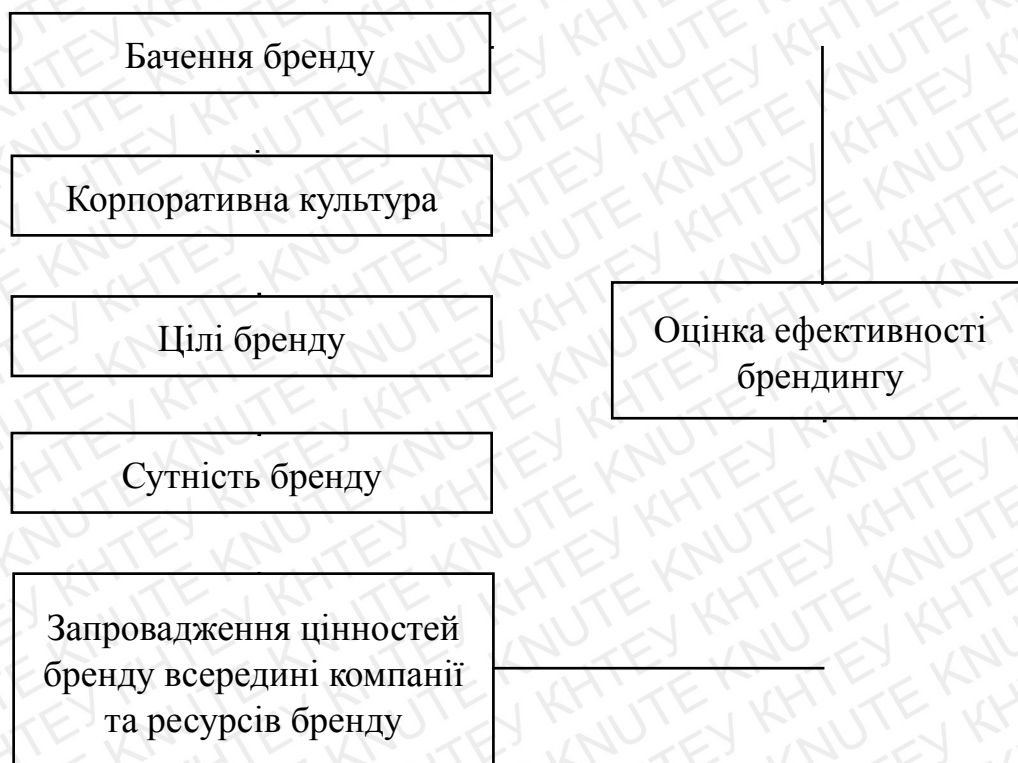 Бачення бренду
Корпоративна культура
Цілі бренду
Сутність бренду
Запровадження цінностей
бренду всередині компанії
та ресурсів бренду
Оцінка ефективності
брендингу